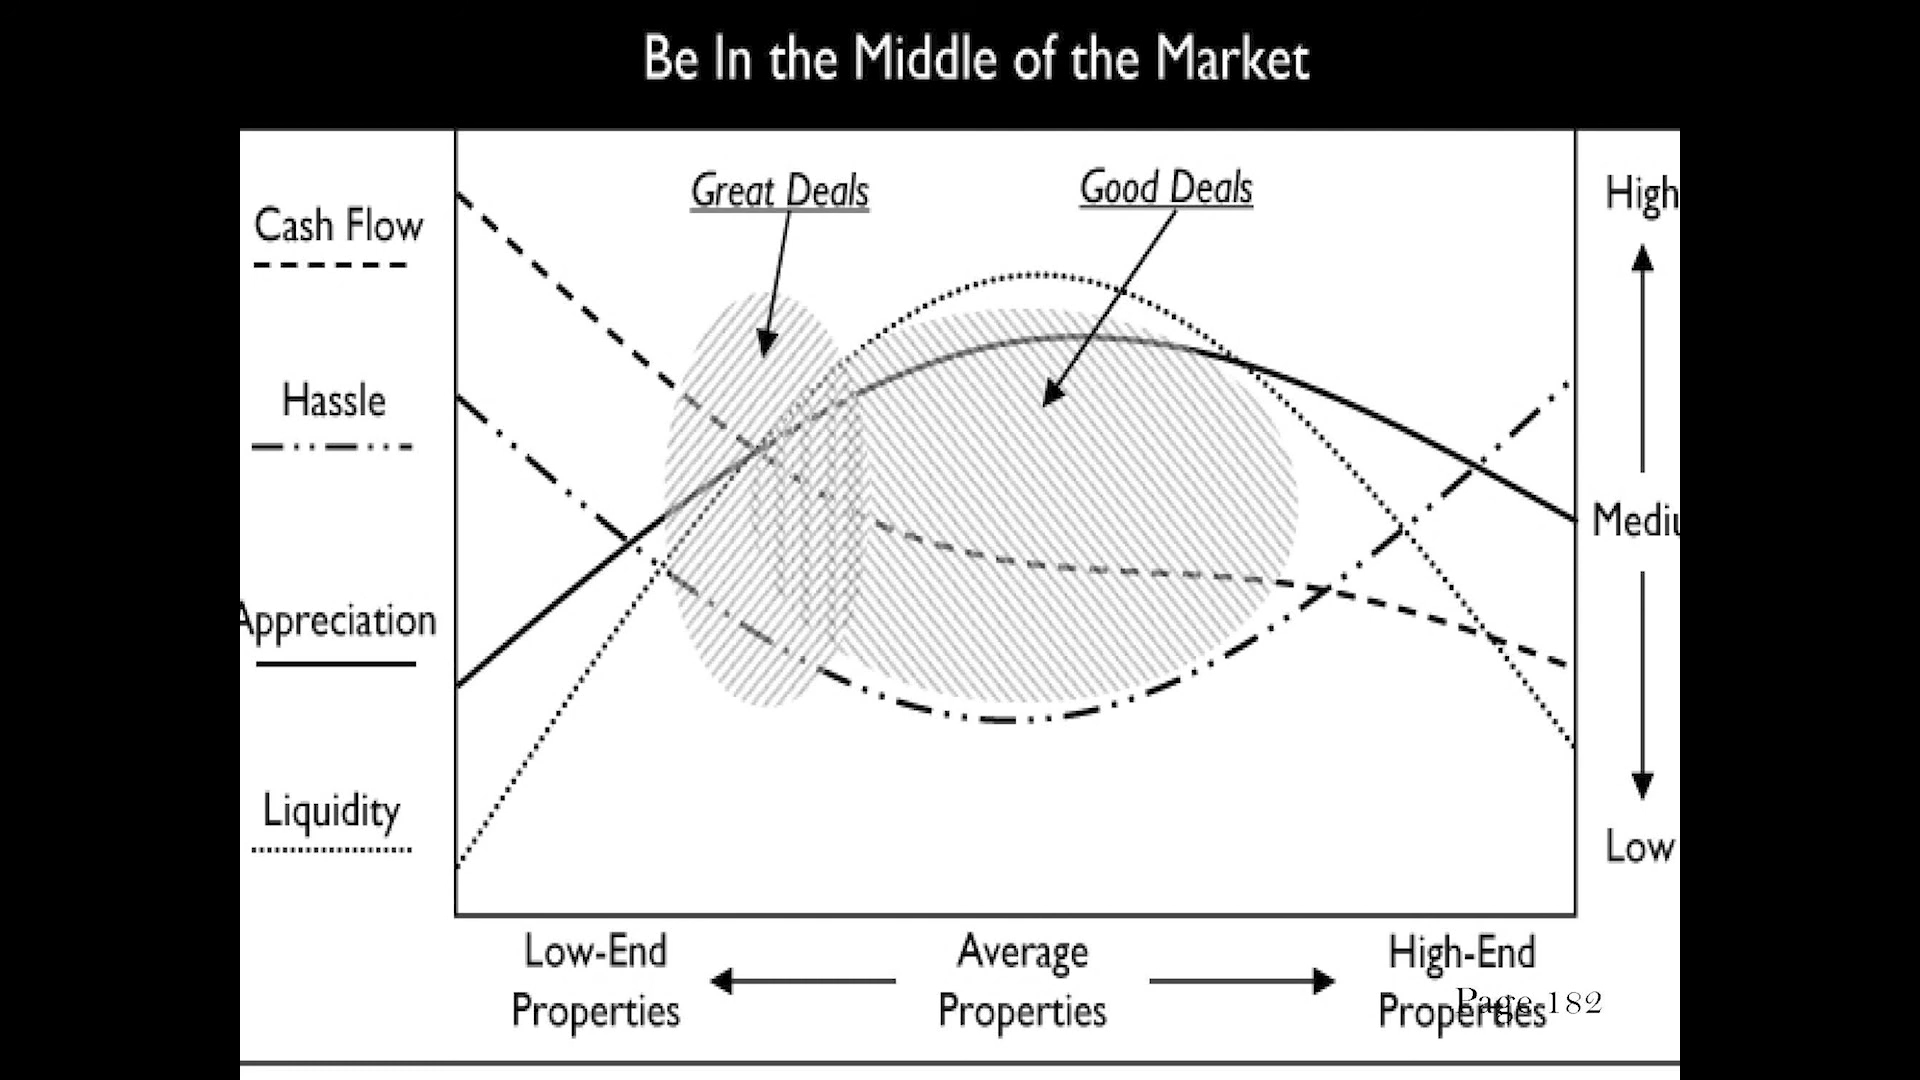 Be In the Middle of the Market
Great Deals
Good Deals
Cash Flow
Hassle
Appreciation
Liquidity
High
Mediu
Low
Low-End
Properties
Average
Properties
High-End
Properties
Page 182